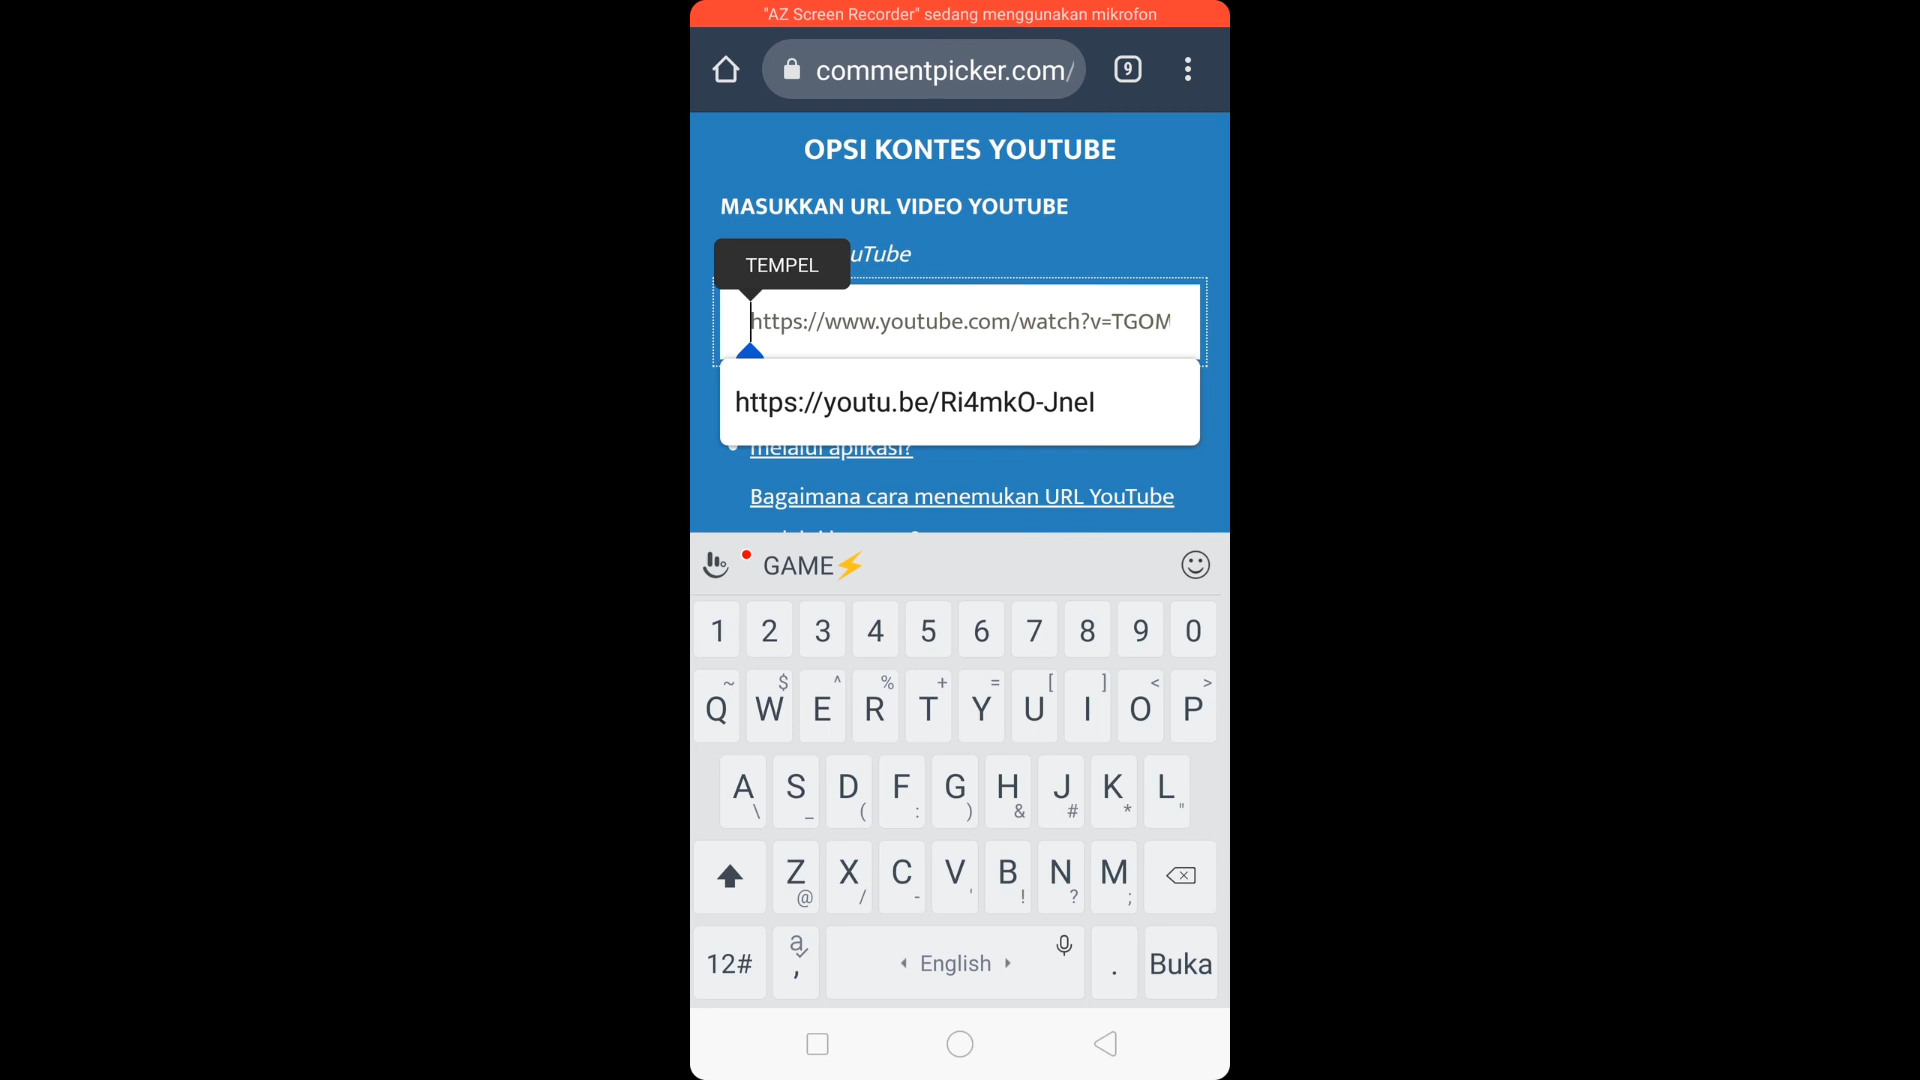 "AZ Screen Recorder" sedang menggunakan mikrofon
commentpicker.com/
9
OPSI KONTES YOUTUBE
MASUKKAN URL VIDEO YOUTUBE
uTube
TEMPEL
https://www.youtube.com/watch?v=TGOM
https://youtu.be/Ri4mkO-JneI
melalui aplikasi?
Bagaimana cara menemukan URL YouTube
GAME⚡
1 2 3 4 5 6 7 8 9 0
~ $ ^ % + = [ ] < >
Q W E R T Y U I O P
A S D F G H J K L
\ _ ( : ) & # * "
Z X C V B N M
@ / - ' ! ? ;
12# a , English . Buka